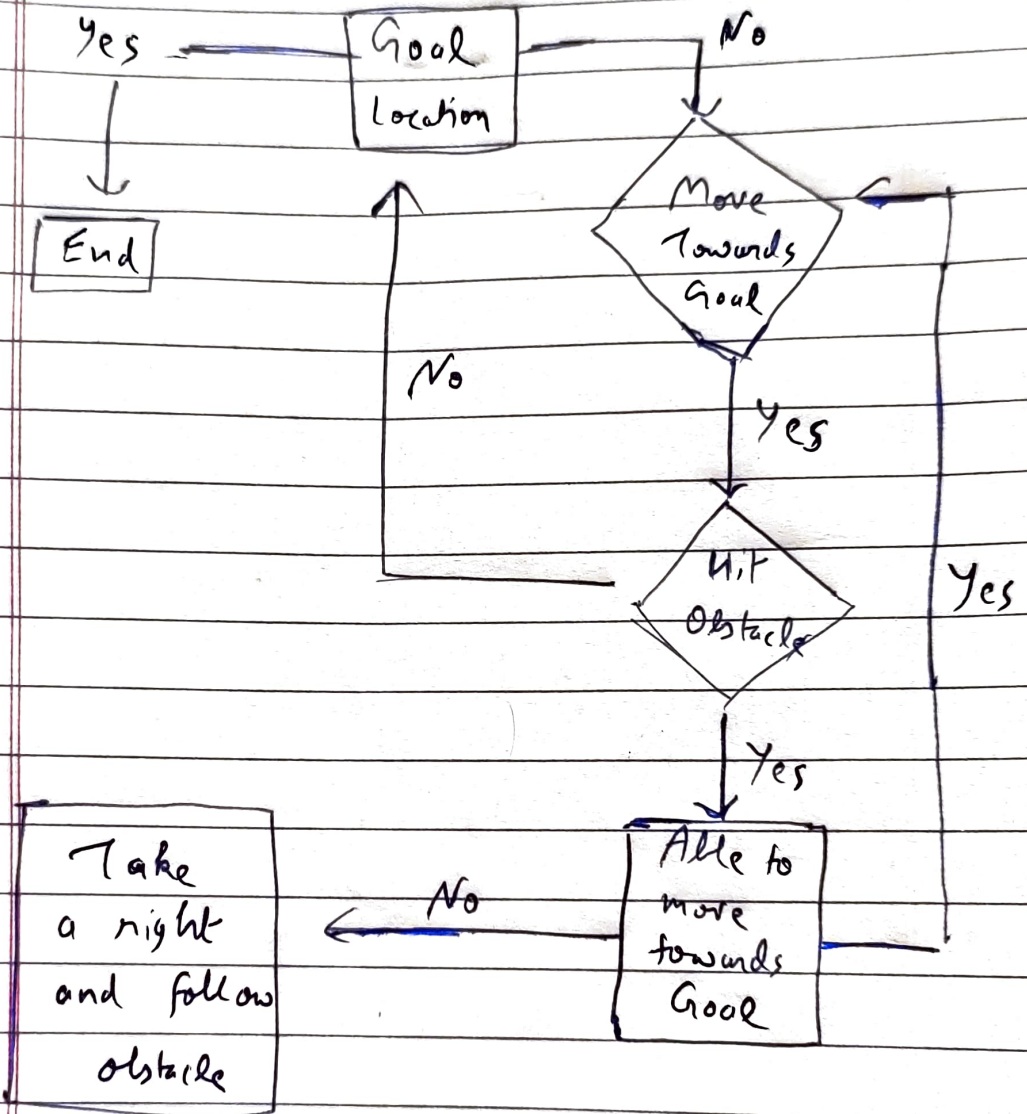 Yes
Goal
Location
No
End
Move
Towards
Goal
No
Yes
Hit
Obstacle
Yes
Yes
Take
a right
and follow
obstacle
No
Able to
move
towards
Goal